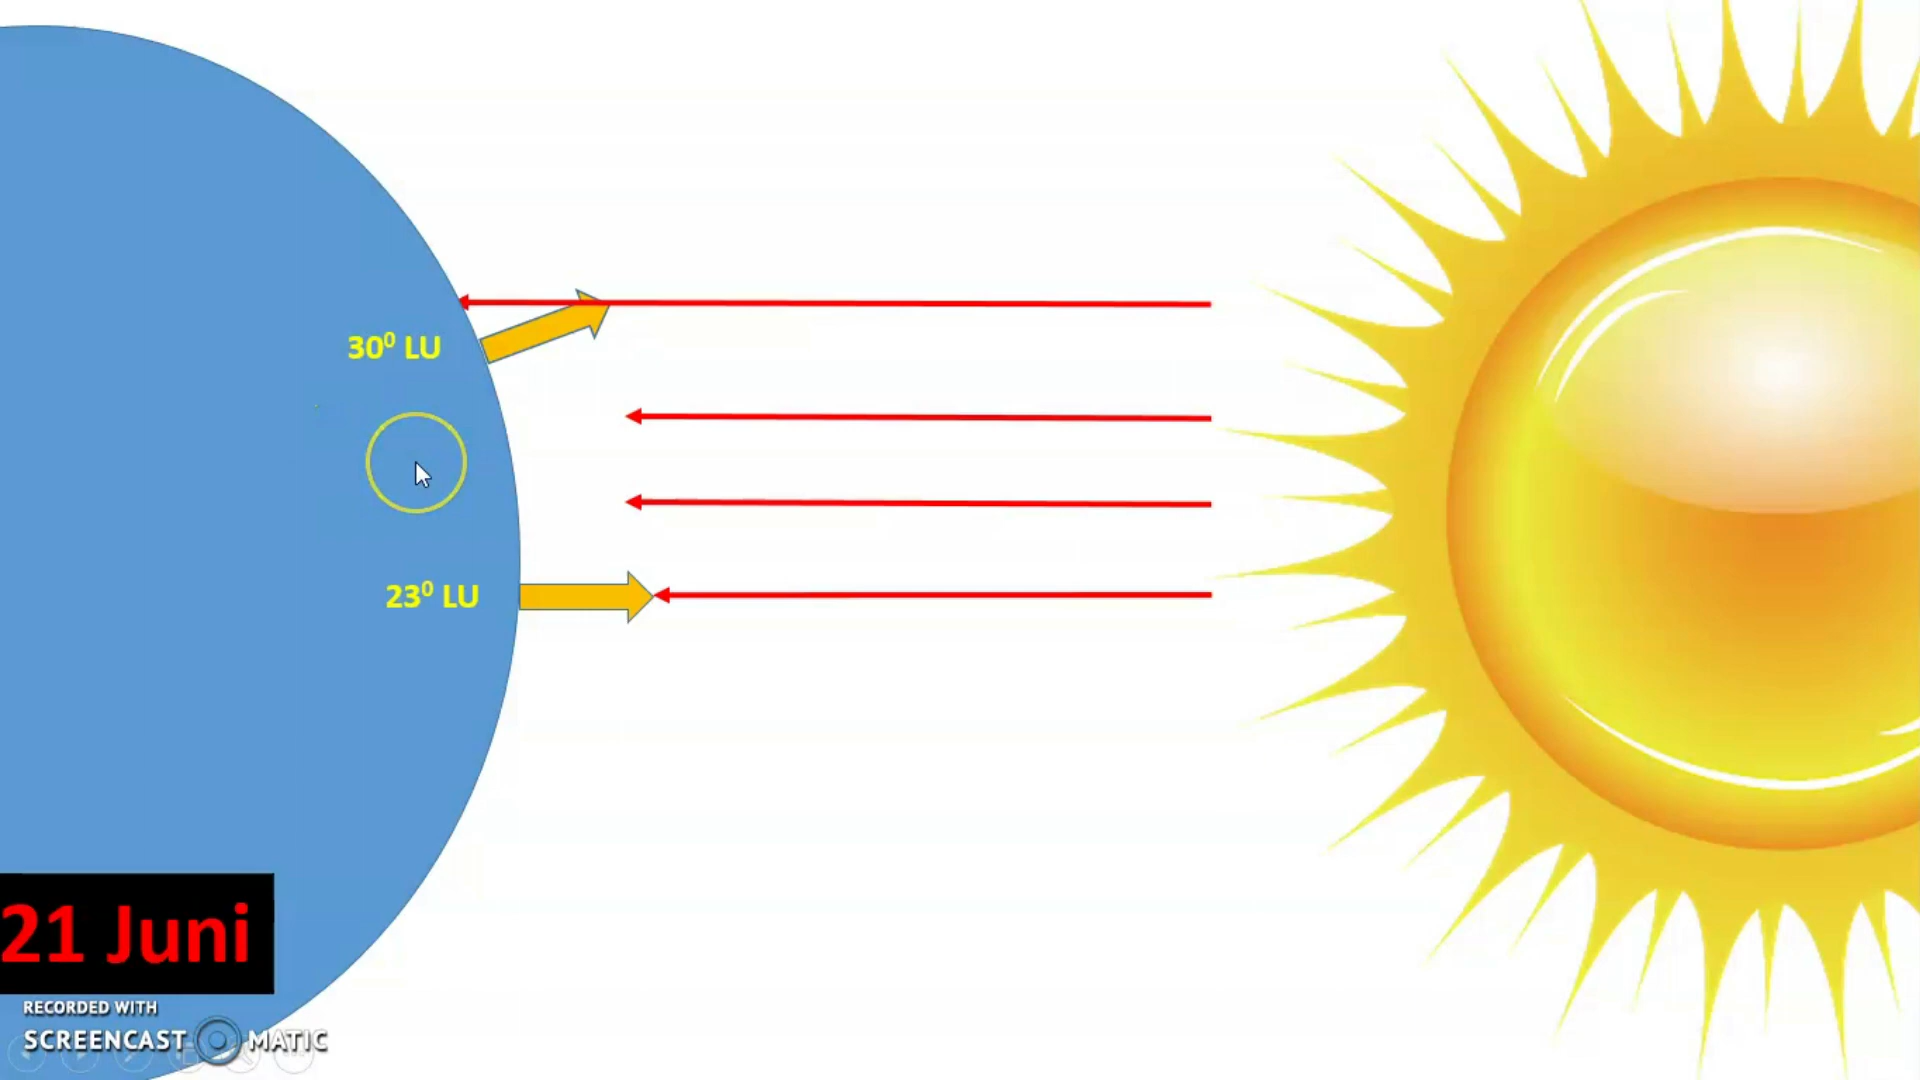 30⁰ LU
23⁰ LU
21 Juni
RECORDED WITH
SCREENCAST MATIC